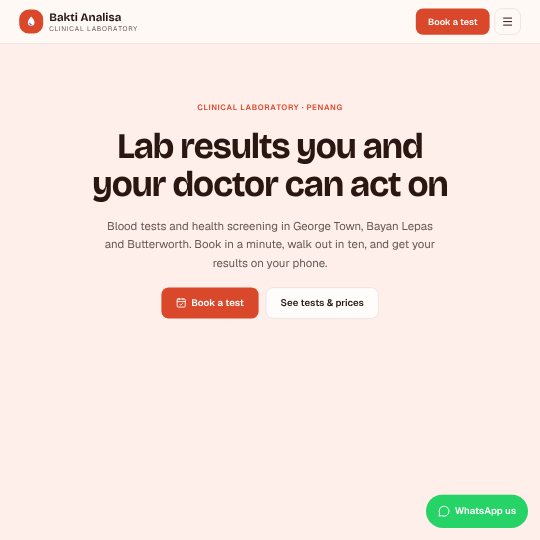 Bakti Analisa
CLINICAL LABORATORY
Book a test
CLINICAL LABORATORY · PENANG
Lab results you and
your doctor can act on
Blood tests and health screening in George Town, Bayan Lepas
and Butterworth. Book in a minute, walk out in ten, and get your
results on your phone.
Book a test
See tests & prices
WhatsApp us